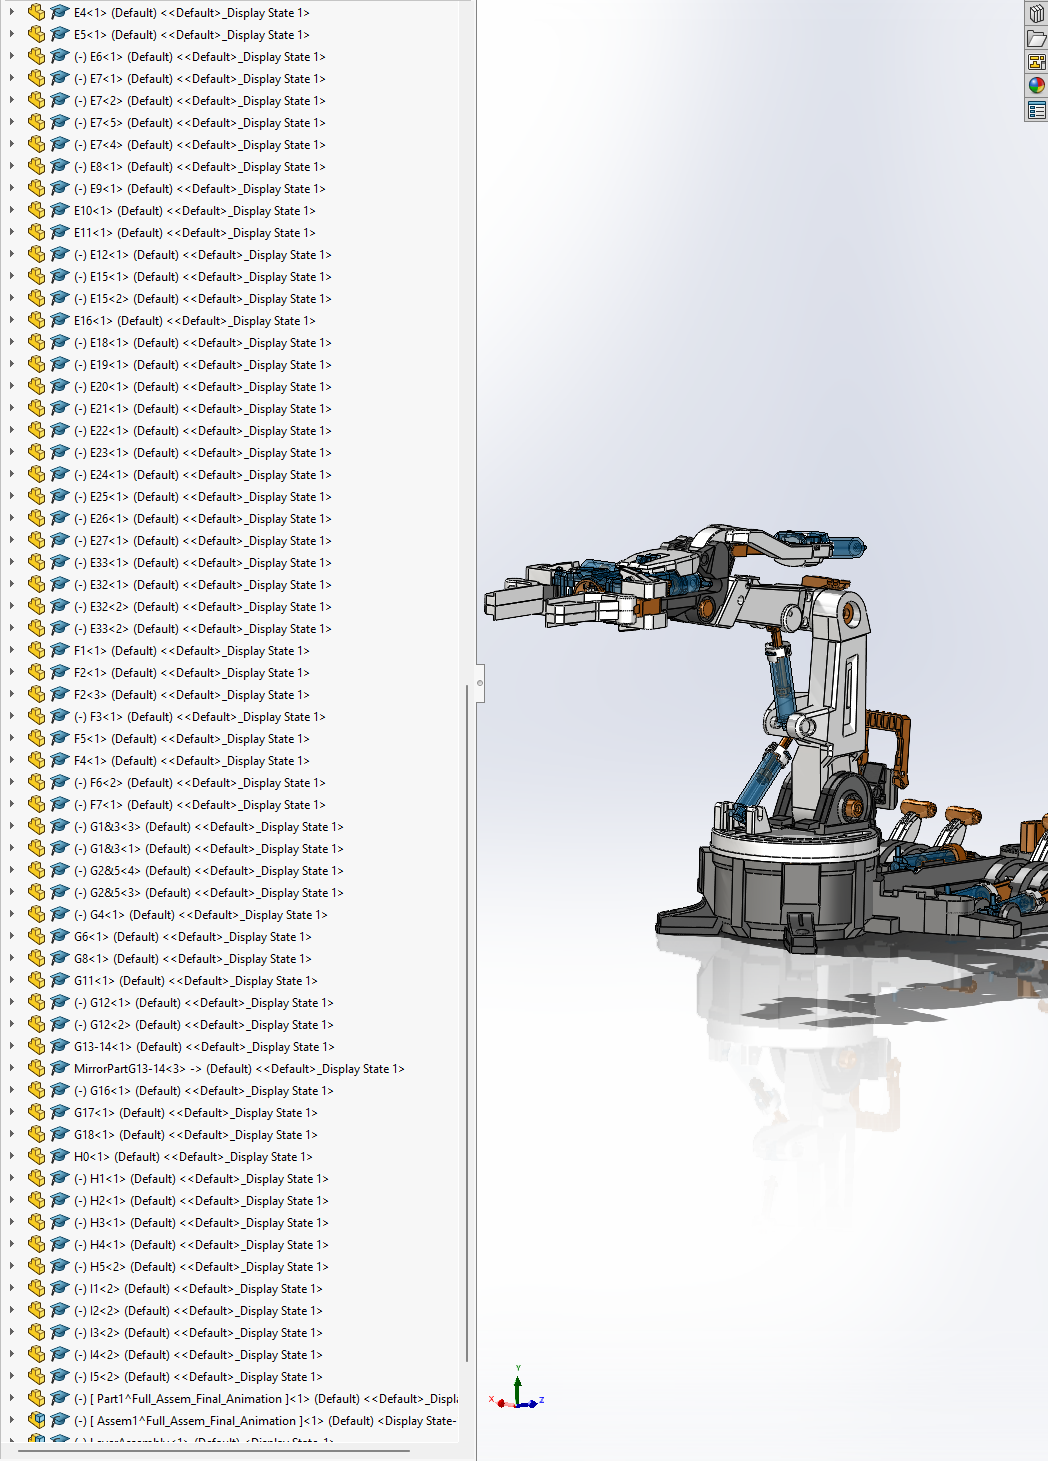 E4<1> (Default) <<Default>_Display State 1>
E5<1> (Default) <<Default>_Display State 1>
(-) E6<1> (Default) <<Default>_Display State 1>
(-) E7<1> (Default) <<Default>_Display State 1>
(-) E7<2> (Default) <<Default>_Display State 1>
(-) E7<5> (Default) <<Default>_Display State 1>
(-) E7<4> (Default) <<Default>_Display State 1>
(-) E8<1> (Default) <<Default>_Display State 1>
(-) E9<1> (Default) <<Default>_Display State 1>
E10<1> (Default) <<Default>_Display State 1>
E11<1> (Default) <<Default>_Display State 1>
(-) E12<1> (Default) <<Default>_Display State 1>
(-) E15<1> (Default) <<Default>_Display State 1>
(-) E15<2> (Default) <<Default>_Display State 1>
E16<1> (Default) <<Default>_Display State 1>
(-) E18<1> (Default) <<Default>_Display State 1>
(-) E19<1> (Default) <<Default>_Display State 1>
(-) E20<1> (Default) <<Default>_Display State 1>
(-) E21<1> (Default) <<Default>_Display State 1>
(-) E22<1> (Default) <<Default>_Display State 1>
(-) E23<1> (Default) <<Default>_Display State 1>
(-) E24<1> (Default) <<Default>_Display State 1>
(-) E25<1> (Default) <<Default>_Display State 1>
(-) E26<1> (Default) <<Default>_Display State 1>
(-) E27<1> (Default) <<Default>_Display State 1>
(-) E33<1> (Default) <<Default>_Display State 1>
(-) E32<1> (Default) <<Default>_Display State 1>
(-) E32<2> (Default) <<Default>_Display State 1>
(-) E33<2> (Default) <<Default>_Display State 1>
F1<1> (Default) <<Default>_Display State 1>
F2<1> (Default) <<Default>_Display State 1>
F2<3> (Default) <<Default>_Display State 1>
(-) F3<1> (Default) <<Default>_Display State 1>
F5<1> (Default) <<Default>_Display State 1>
F4<1> (Default) <<Default>_Display State 1>
(-) F6<2> (Default) <<Default>_Display State 1>
(-) F7<1> (Default) <<Default>_Display State 1>
(-) G1&3<3> (Default) <<Default>_Display State 1>
(-) G1&3<1> (Default) <<Default>_Display State 1>
(-) G2&5<4> (Default) <<Default>_Display State 1>
(-) G2&5<3> (Default) <<Default>_Display State 1>
(-) G4<1> (Default) <<Default>_Display State 1>
G6<1> (Default) <<Default>_Display State 1>
G8<1> (Default) <<Default>_Display State 1>
G11<1> (Default) <<Default>_Display State 1>
(-) G12<1> (Default) <<Default>_Display State 1>
(-) G12<2> (Default) <<Default>_Display State 1>
G13-14<1> (Default) <<Default>_Display State 1>
MirrorPartG13-14<3> -> (Default) <<Default>_Display State 1>
(-) G16<1> (Default) <<Default>_Display State 1>
G17<1> (Default) <<Default>_Display State 1>
G18<1> (Default) <<Default>_Display State 1>
H0<1> (Default) <<Default>_Display State 1>
(-) H1<1> (Default) <<Default>_Display State 1>
(-) H2<1> (Default) <<Default>_Display State 1>
(-) H3<1> (Default) <<Default>_Display State 1>
(-) H4<1> (Default) <<Default>_Display State 1>
(-) H5<2> (Default) <<Default>_Display State 1>
(-) I1<2> (Default) <<Default>_Display State 1>
(-) I2<2> (Default) <<Default>_Display State 1>
(-) I3<2> (Default) <<Default>_Display State 1>
(-) I4<2> (Default) <<Default>_Display State 1>
(-) I5<2> (Default) <<Default>_Display State 1>
(-) [ Part1^Full_Assem_Final_Animation ]<1> (Default) <<Default>_Displ
(-) [ Assem1^Full_Assem_Final_Animation ]<1> (Default) <Display State-
Y
X
Z